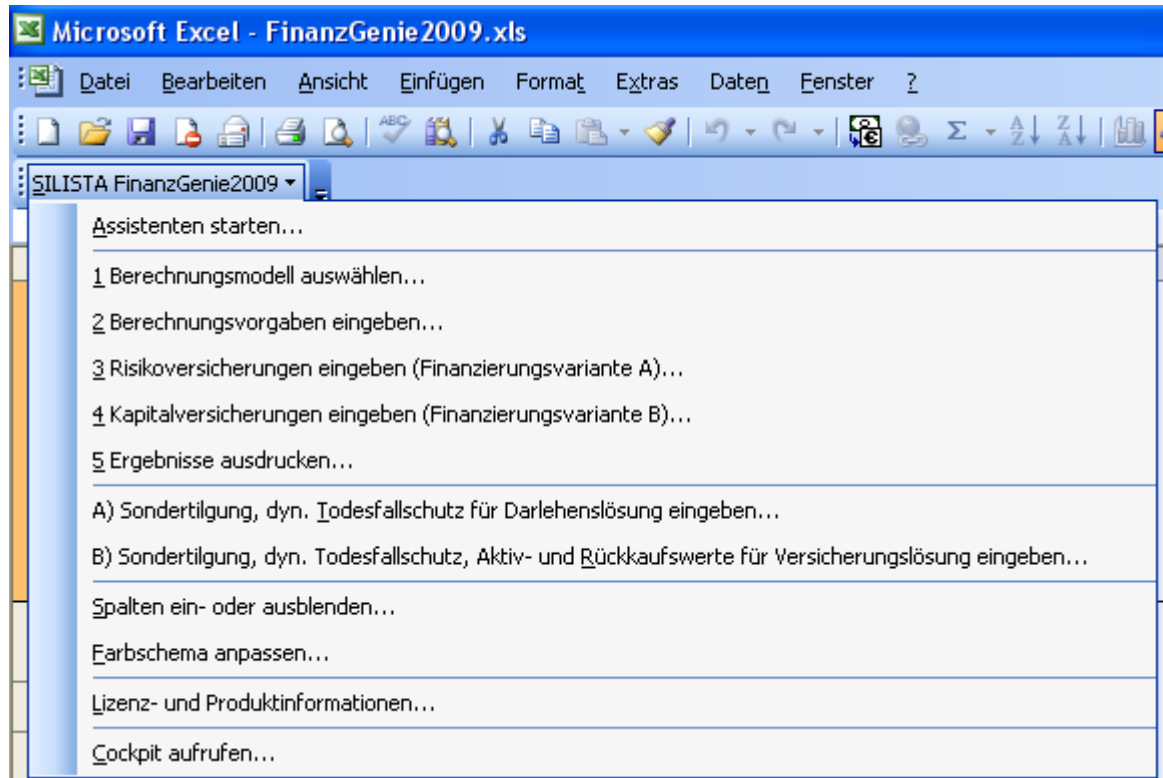 Microsoft Excel - FinanzGenie2009.xls
Datei Bearbeiten Ansicht Einfügen Format Extras Daten Fenster ?
SILISTA FinanzGenie2009
Assistenten starten...
1 Berechnungsmodell auswählen...
2 Berechnungsvorgaben eingeben...
3 Risikoversicherungen eingeben (Finanzierungsvariante A)...
4 Kapitalversicherungen eingeben (Finanzierungsvariante B)...
5 Ergebnisse ausdrucken...
A) Sondertilgung, dyn. Todesfallschutz für Darlehenslösung eingeben...
B) Sondertilgung, dyn. Todesfallschutz, Aktiv- und Rückkaufswerte für Versicherungslösung eingeben...
Spalten ein- oder ausblenden...
Farbschema anpassen...
Lizenz- und Produktinformationen...
Cockpit aufrufen...